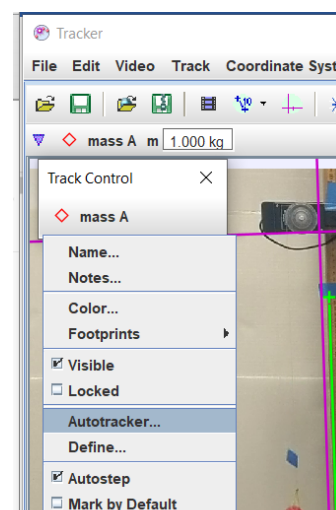 Tracker
File Edit Video Track Coordinate Syst
mass A m 1.000 kg
Track Control
mass A
Name...
Notes...
Color...
Footprints
Visible
Locked
Autotracker...
Define...
Autostep
Mark by Default